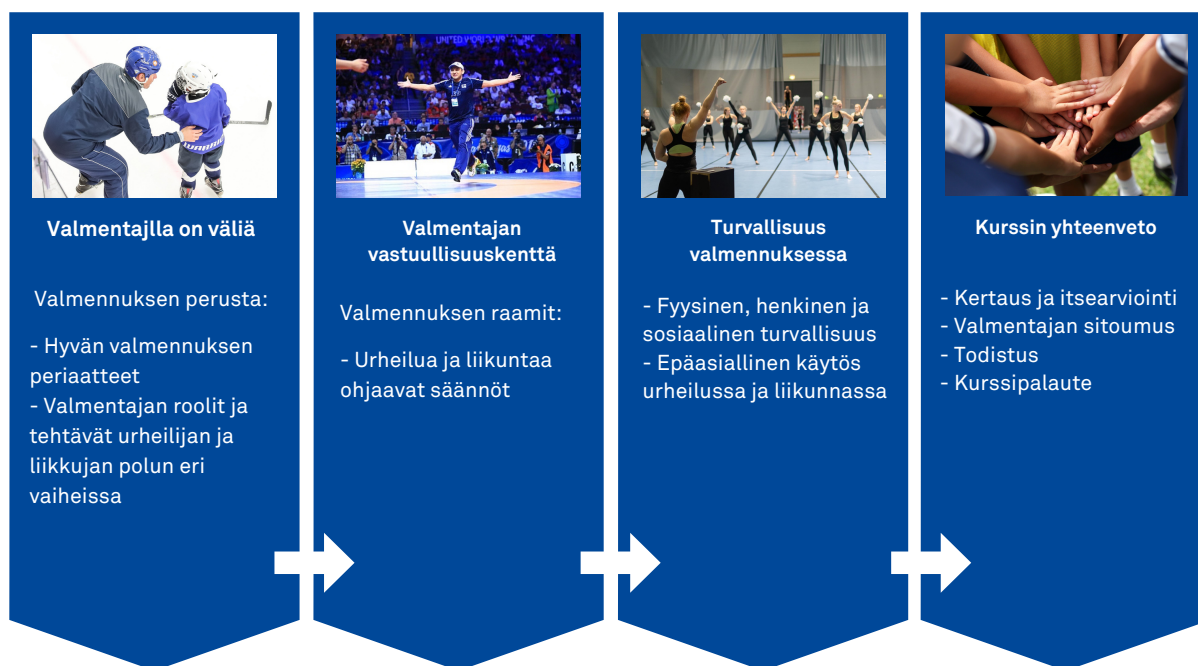 Valmentajlla on väliä
Valmennuksen perusta:
- Hyvän valmennuksen
periaatteet
- Valmentajan roolit ja
tehtävät urheilijan ja
liikkujan polun eri
vaiheissa
Valmentajan
vastuullisuuskenttä
Valmennuksen raamit:
- Urheilua ja liikuntaa
ohjaavat säännöt
Turvallisuus
valmennuksessa
- Fyysinen, henkinen ja
sosiaalinen turvallisuus
- Epäasiallinen käytös
urheilussa ja liikunnassa
Kurssin yhteenveto
- Kertaus ja itsearviointi
- Valmentajan sitoumus
- Todistus
- Kurssipalaute